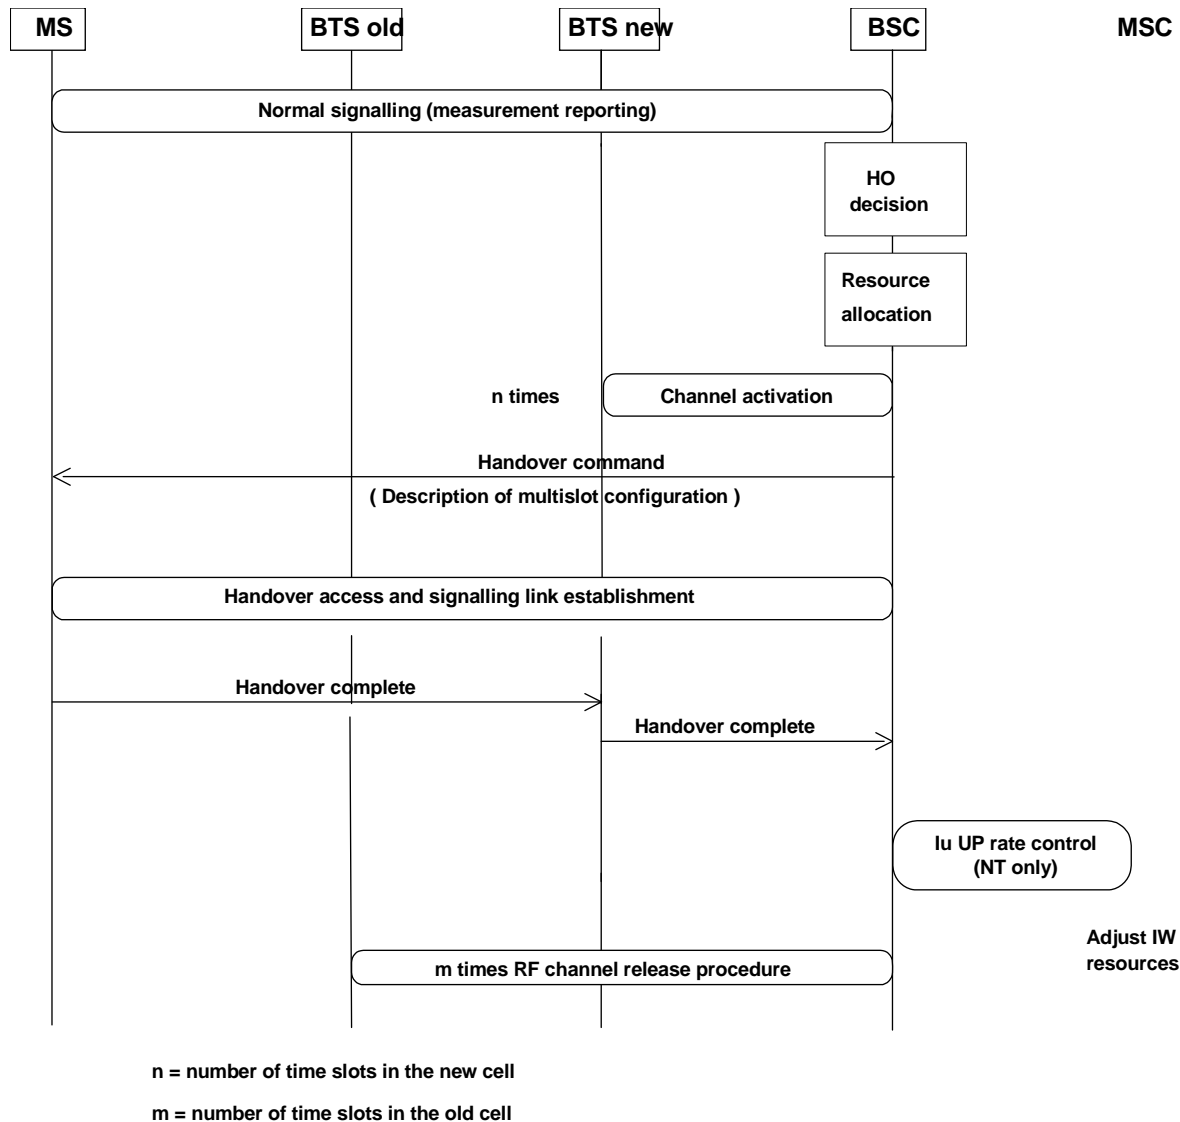 MS
BTS old
BTS new
BSC
MSC
Normal signalling (measurement reporting)
HO
decision
Resource
allocation
n times
Channel activation
Handover command
( Description of multislot configuration )
Handover access and signalling link establishment
Handover complete
Handover complete
Iu UP rate control
(NT only)
Adjust IW
resources
m times RF channel release procedure
n = number of time slots in the new cell
m = number of time slots in the old cell